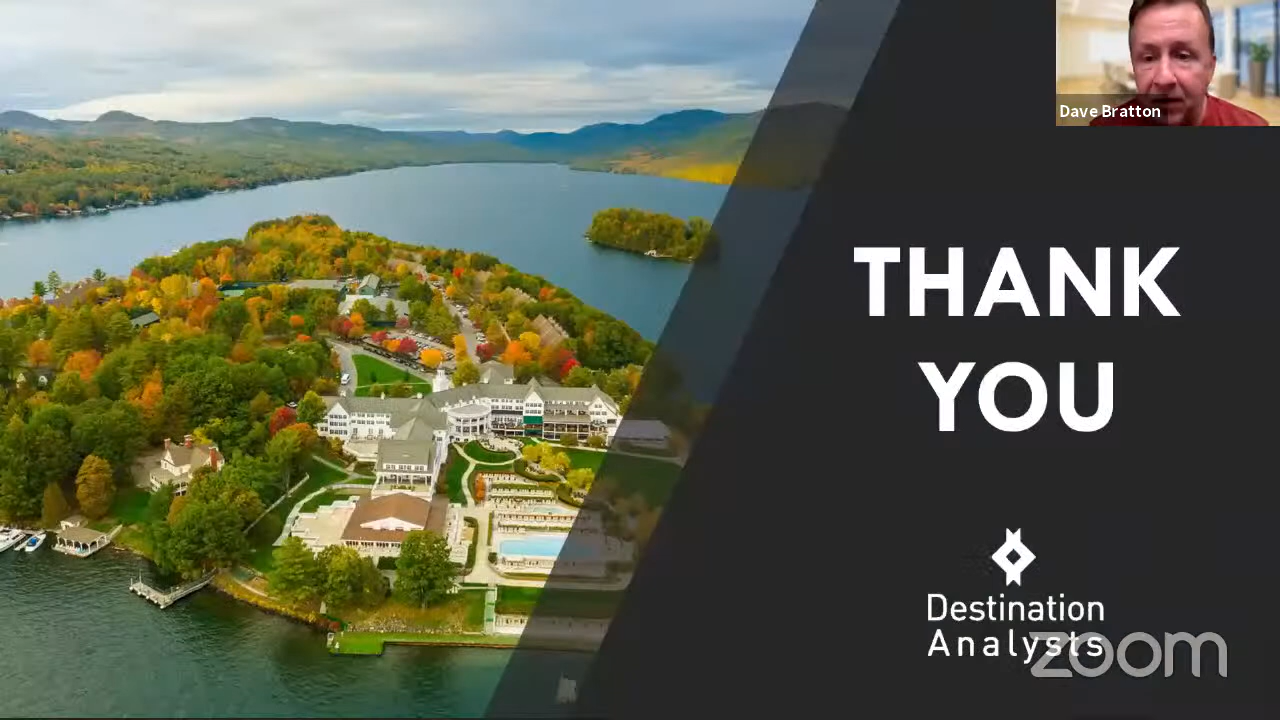 Dave Bratton
THANK
YOU
Destination
Analysts
zoom